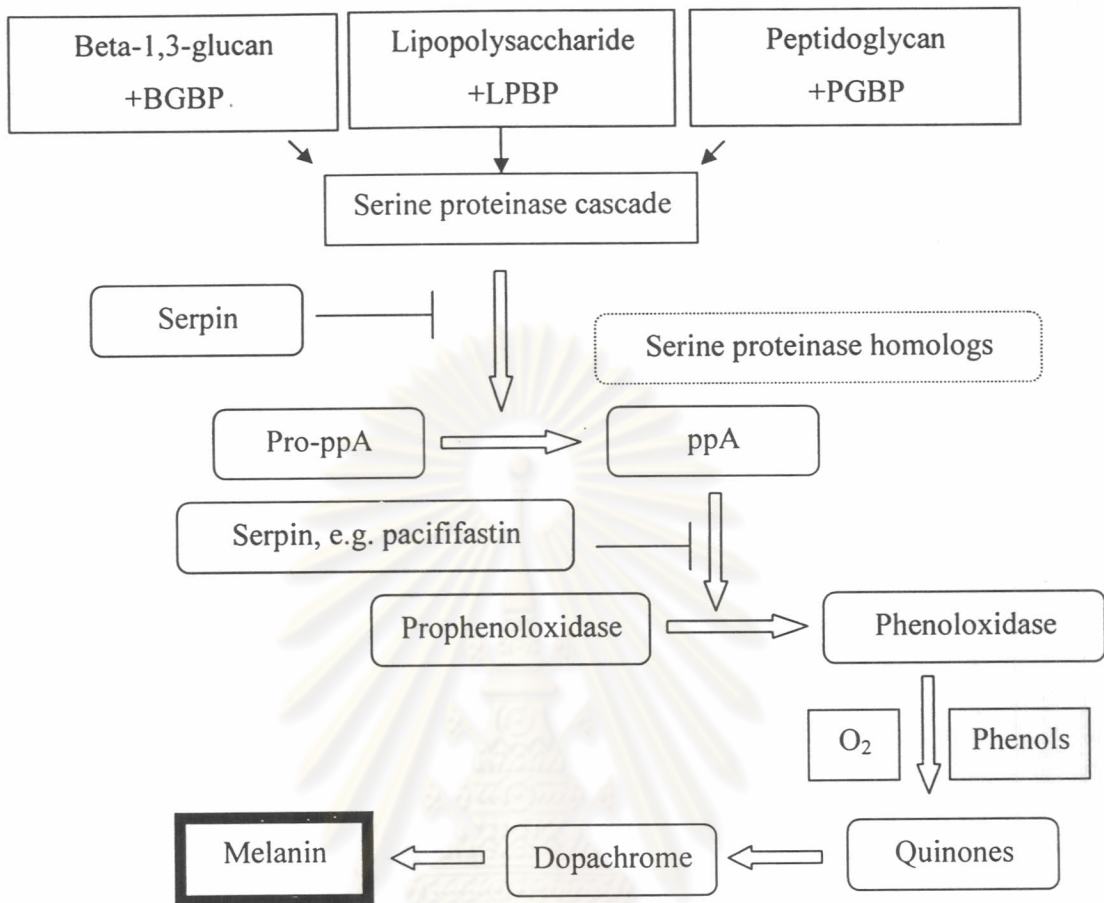 Beta-1,3-glucan
+BGBP
Lipopolysaccharide
+LPBP
Peptidoglycan
+PGBP
Serine proteinase cascade
Serpin
Serine proteinase homologs
Pro-ppA
ppA
Serpin, e.g. pacififastin
Prophenoloxidase
Phenoloxidase
O₂
Phenols
Melanin
Dopachrome
Quinones